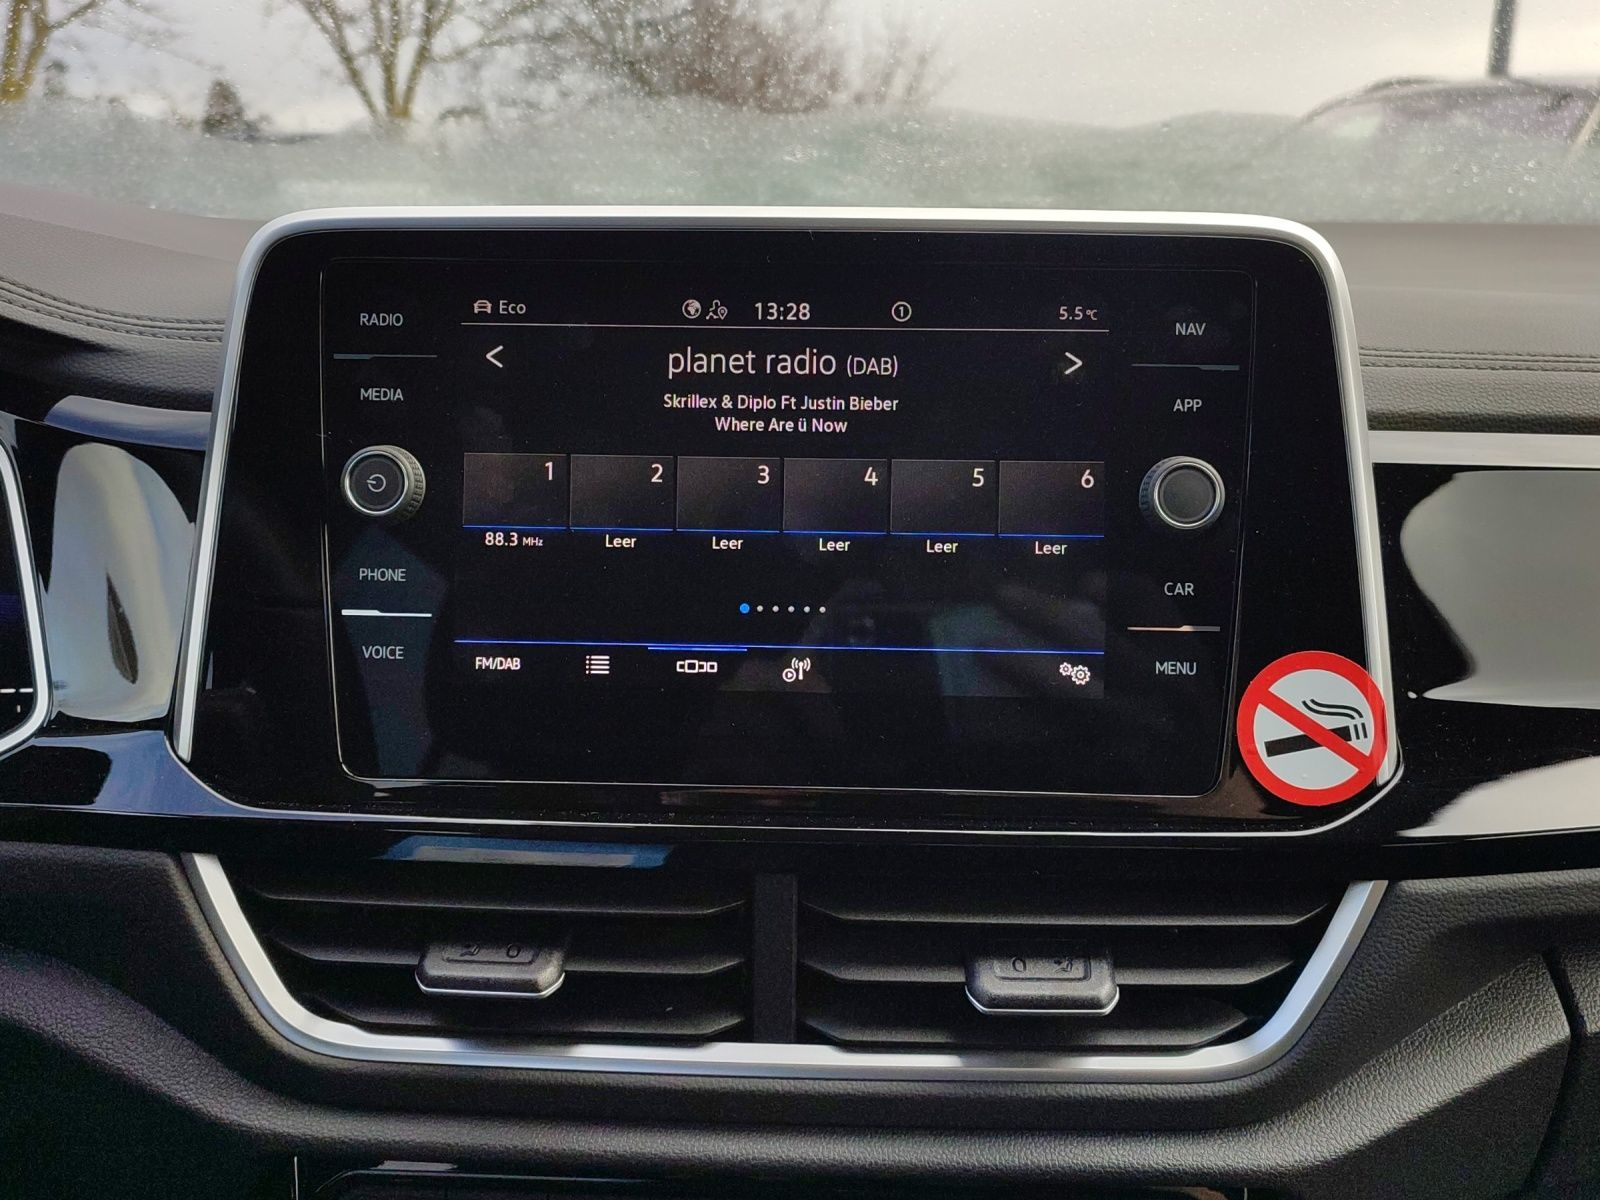 RADIO
MEDIA
PHONE
VOICE
Eco
13:28
1
5.5°C
planet radio (DAB)
Skrillex & Diplo Ft Justin Bieber
Where Are ü Now
1 2 3 4 5 6
88.3 MHz Leer Leer Leer Leer Leer
FM/DAB
NAV
APP
CAR
MENU